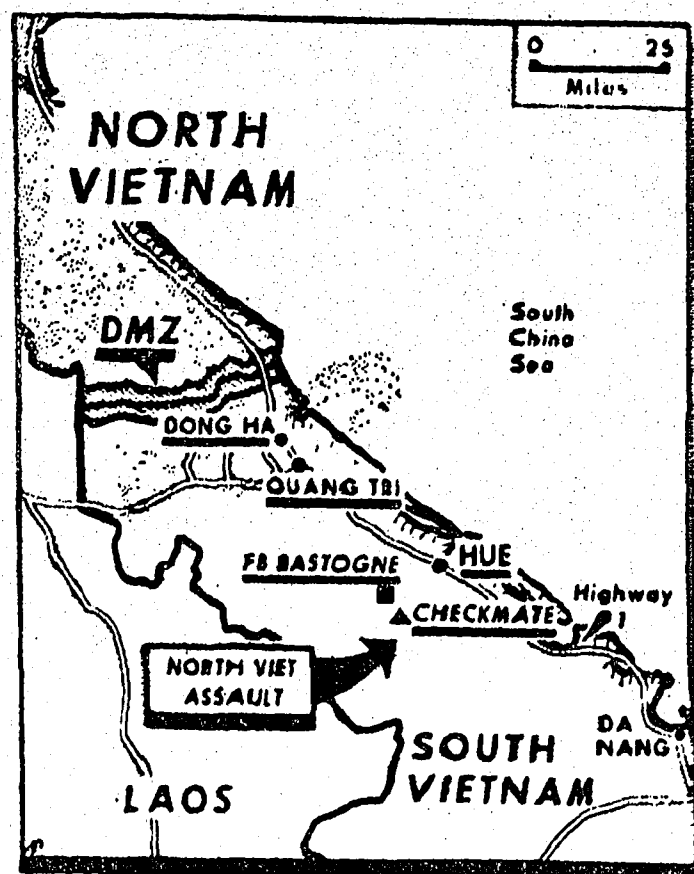 0 25
Miles
NORTH
VIETNAM
South
China
Sea
DMZ
DONG HA
QUANG TRI
FB BASTOGNE
HUE
Highway
1
CHECKMATE
NORTH VIET
ASSAULT
DA
NANG
SOUTH
VIETNAM
LAOS